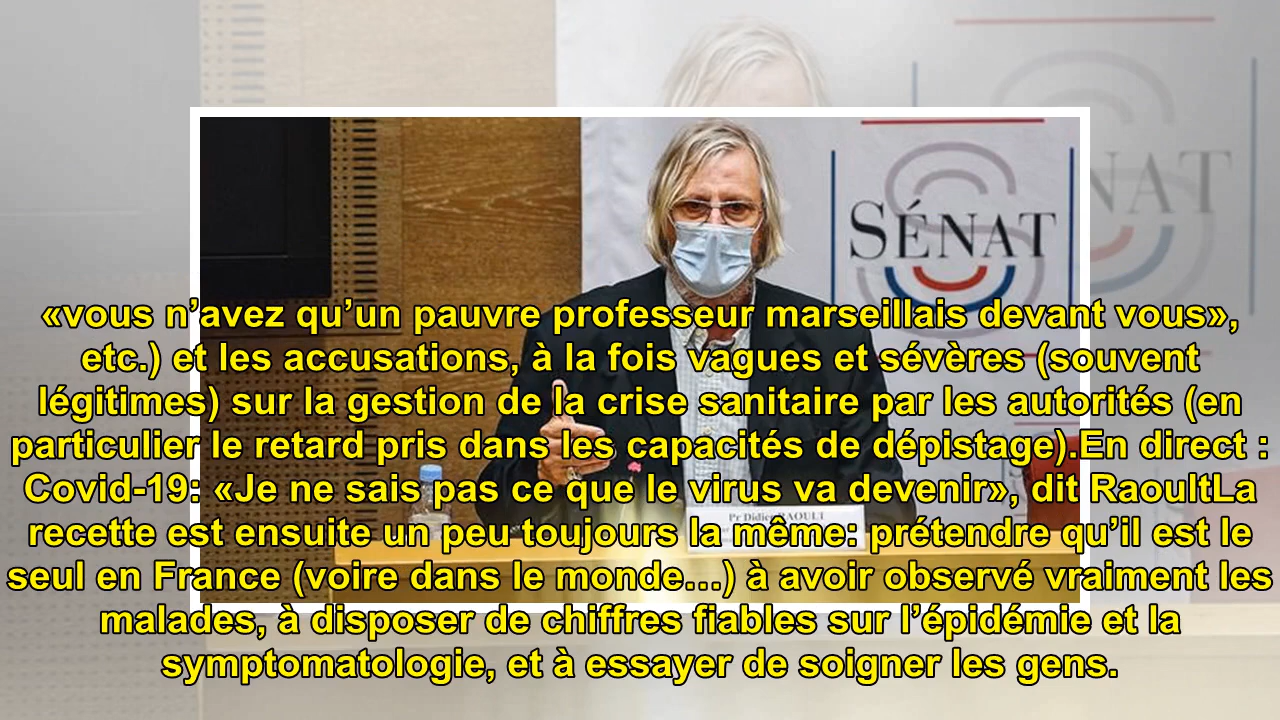 SÉNAT
NAT
«vous n’avez qu’un pauvre professeur marseillais devant vous»,
etc.) et les accusations, à la fois vagues et sévères (souvent
légitimes) sur la gestion de la crise sanitaire par les autorités (en
particulier le retard pris dans les capacités de dépistage).En direct :
Covid-19: «Je ne sais pas ce que le virus va devenir», dit RaoultLa
Pr Didier RAOULT
recette est ensuite un peu toujours la même: prétendre qu’il est le
seul en France (voire dans le monde...) à avoir observé vraiment les
malades, à disposer de chiffres fiables sur l’épidémie et la
symptomatologie, et à essayer de soigner les gens.